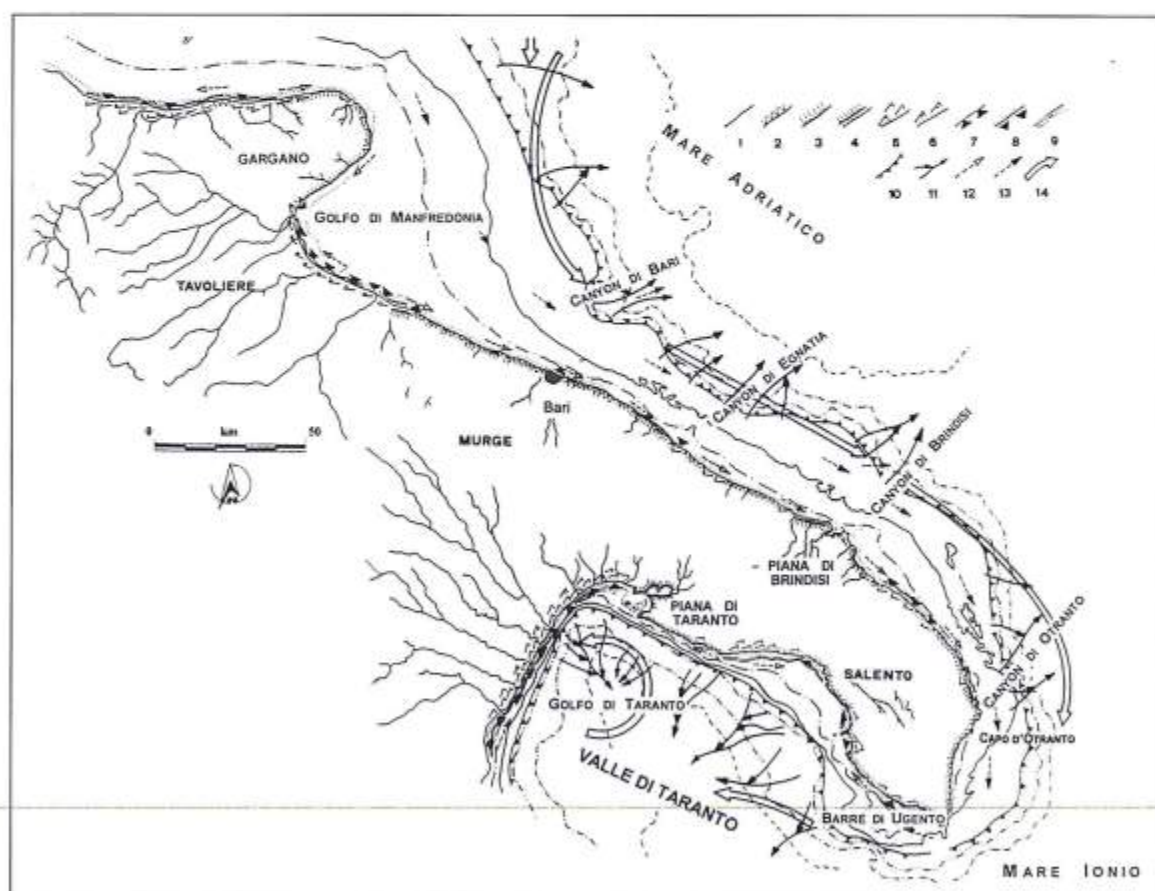 GARGANO
GOLFO DI MANFREDONIA
TAVOLIERE
MARE ADRIATICO
1 2 3 4 5 6 7 8 9
10 11 12 13 14
CANYON DI BARI
CANYON DI EGNATIA
CANYON DI BRINDISI
Bari
0 km 50
MURGE
PIANA DI
BRINDISI
PIANA DI
TARANTO
SALENTO
CANYON DI OTRANTO
CAPO D'OTRANTO
GOLFO DI TARANTO
VALLE DI TARANTO
BARRE DI UGENTO
MARE IONIO